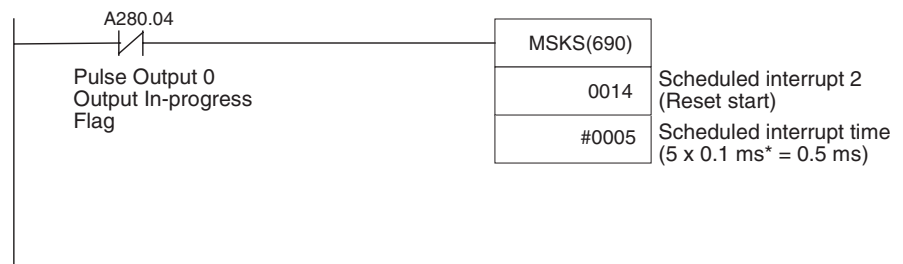 A280.04
Pulse Output 0
Output In-progress
Flag
MSKS(690)
0014
Scheduled interrupt 2
(Reset start)
#0005
Scheduled interrupt time
(5 x 0.1 ms* = 0.5 ms)